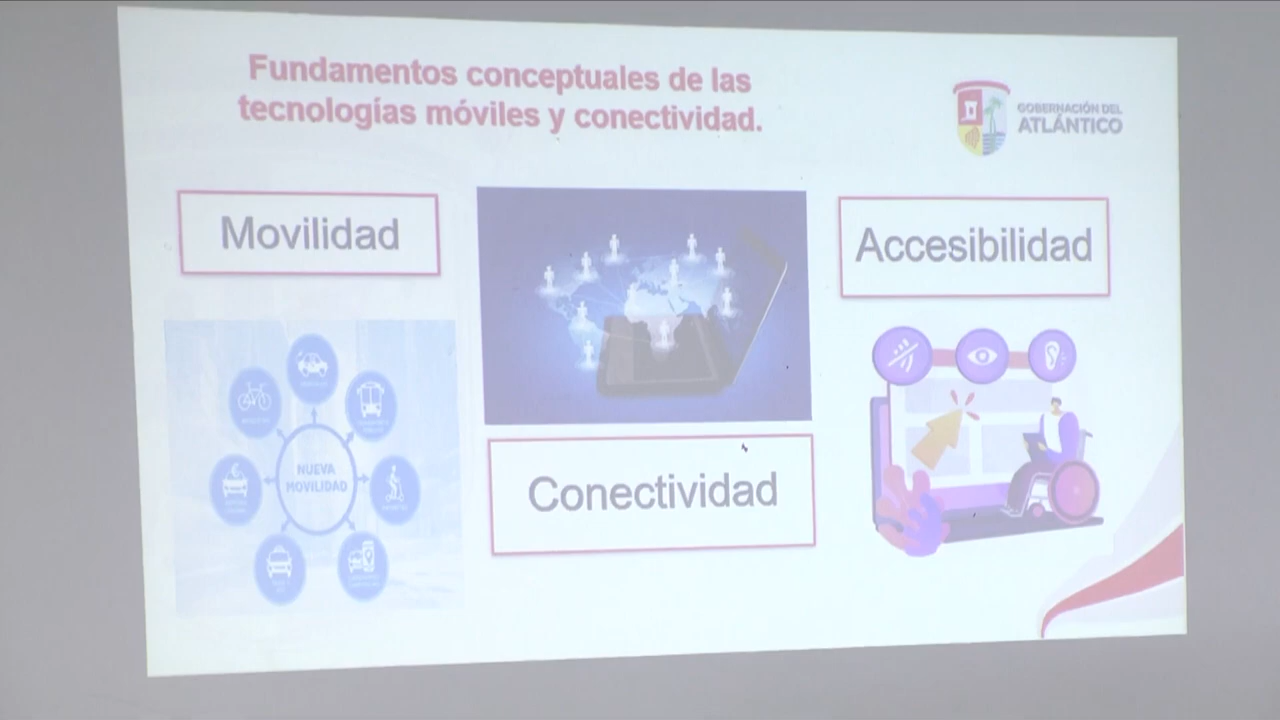 Fundamentos conceptuales de las
tecnologías móviles y conectividad.
GOBERNACIÓN DEL
ATLÁNTICO
Movilidad
Accesibilidad
NUEVA
MOVILIDAD
Conectividad